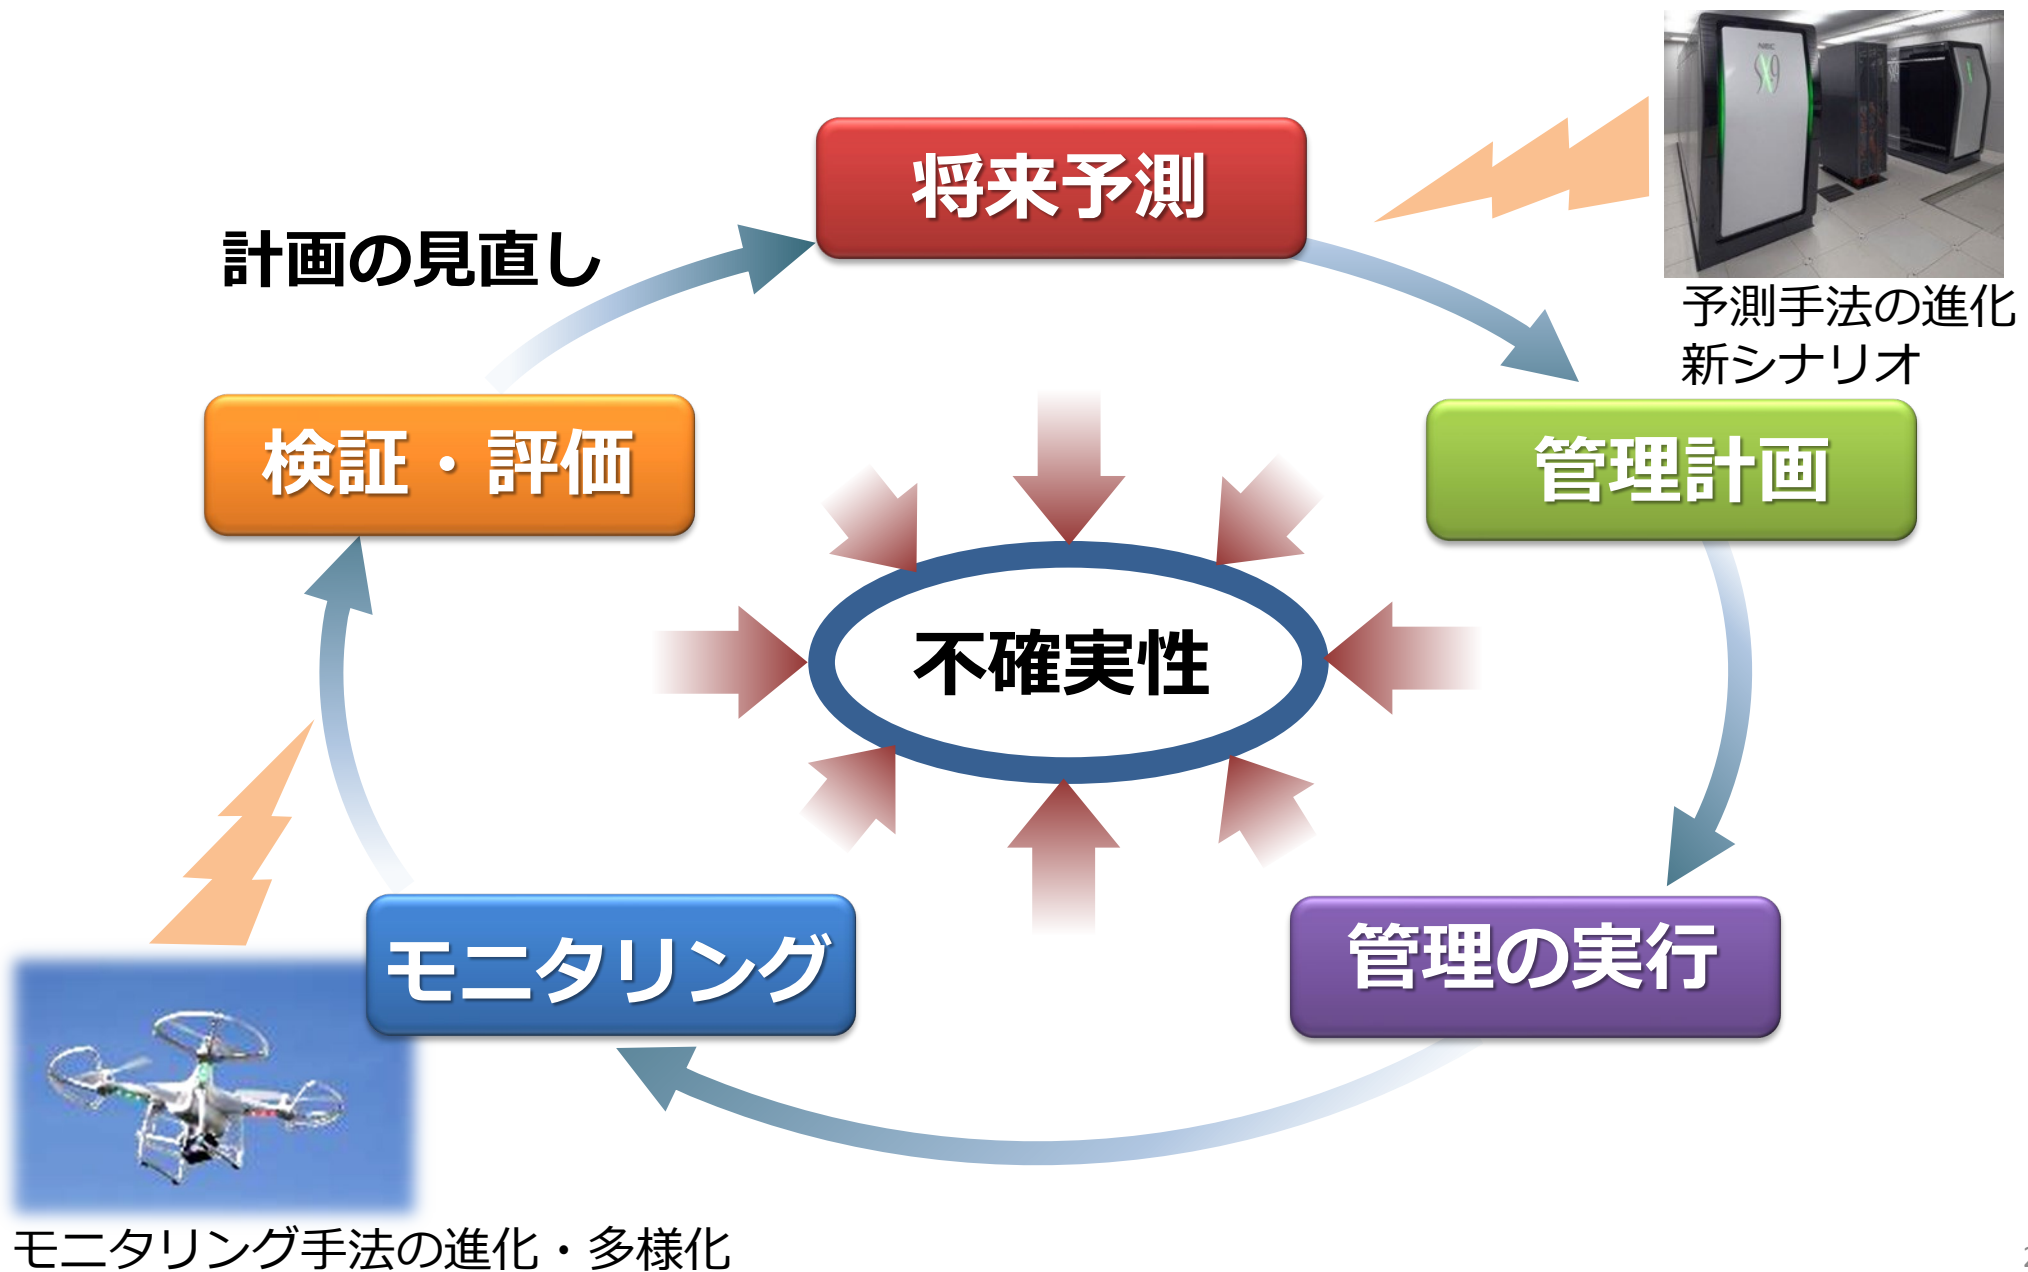 NEC
SX-9
将来予測
計画の見直し
予測手法の進化
新シナリオ
検証・評価
管理計画
不確実性
モニタリング
管理の実行
モニタリング手法の進化・多様化